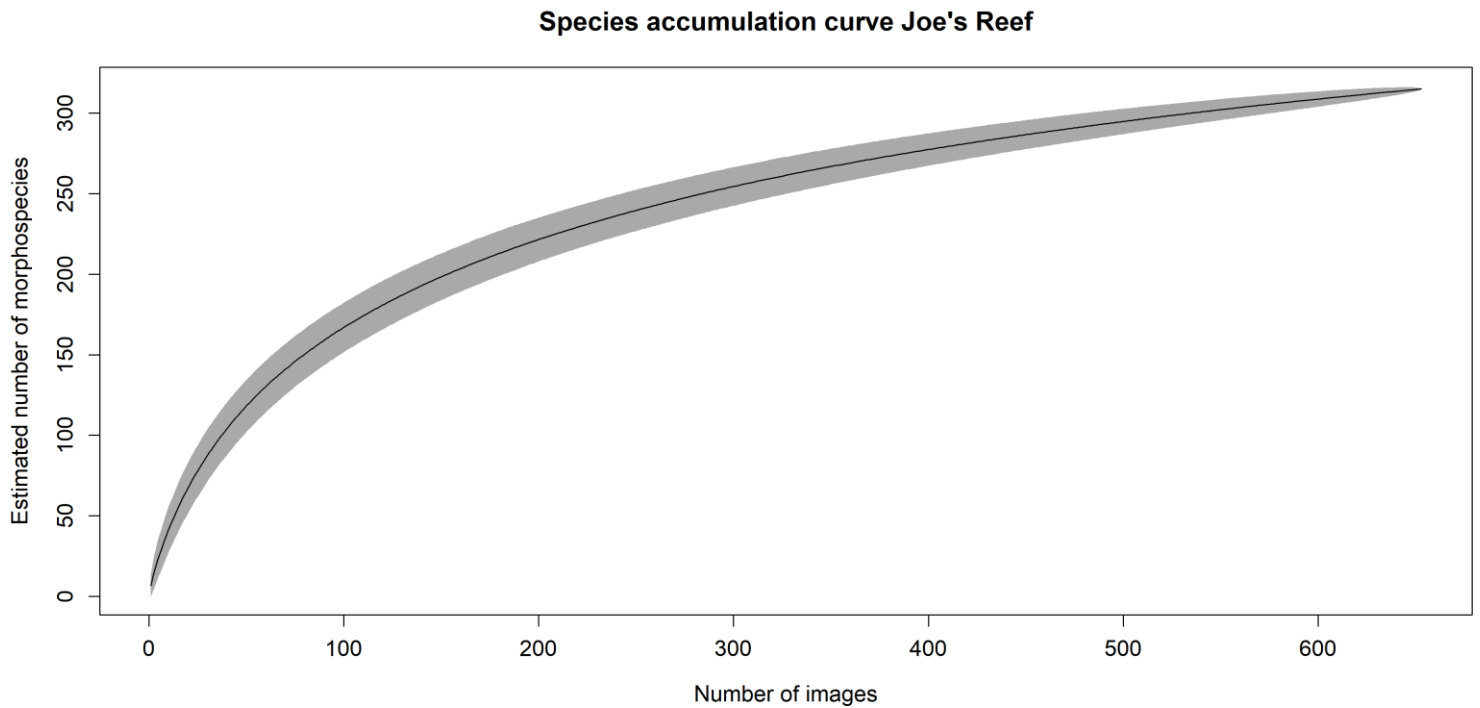 Species accumulation curve Joe's Reef
Estimated number of morphospecies
300
250
200
150
100
50
0
0 100 200 300 400 500 600
Number of images